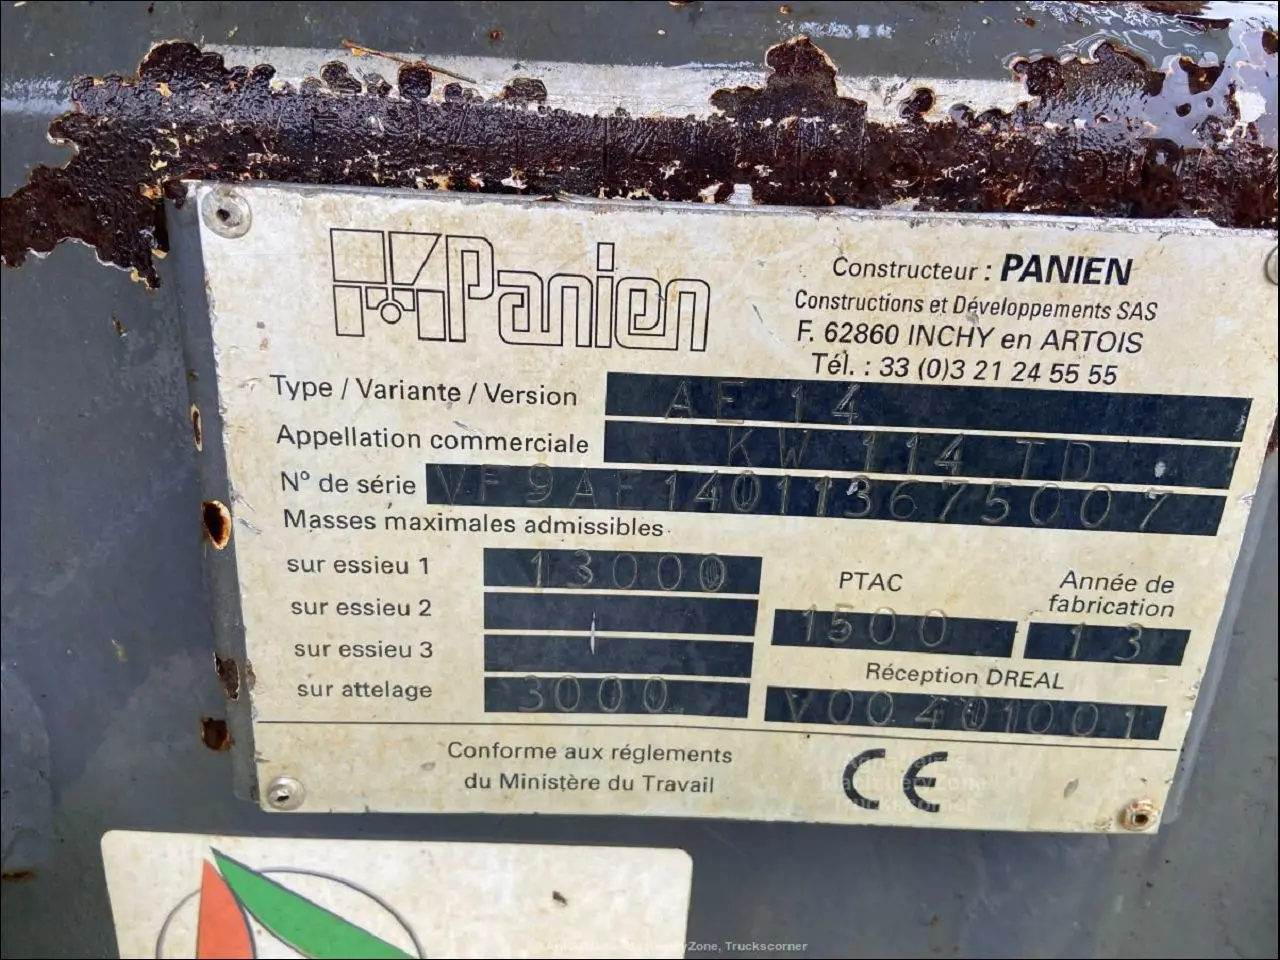 Panien
Constructeur : PANIEN
Constructions et Développements SAS
F. 62860 INCHY en ARTOIS
Tél. : 33 (0)3 21 24 55 55
Type / Variante / Version AE 14
Appellation commerciale KW 114 TD
N° de série VF9AE140113675007
Masses maximales admissibles
sur essieu 1 13000
PTAC 1500
Année de
fabrication 13
sur essieu 2
sur essieu 3
Réception DREAL
sur attelage 3000
V00401001
Conforme aux réglements
du Ministère du Travail
CE
Zone, Truckscorner